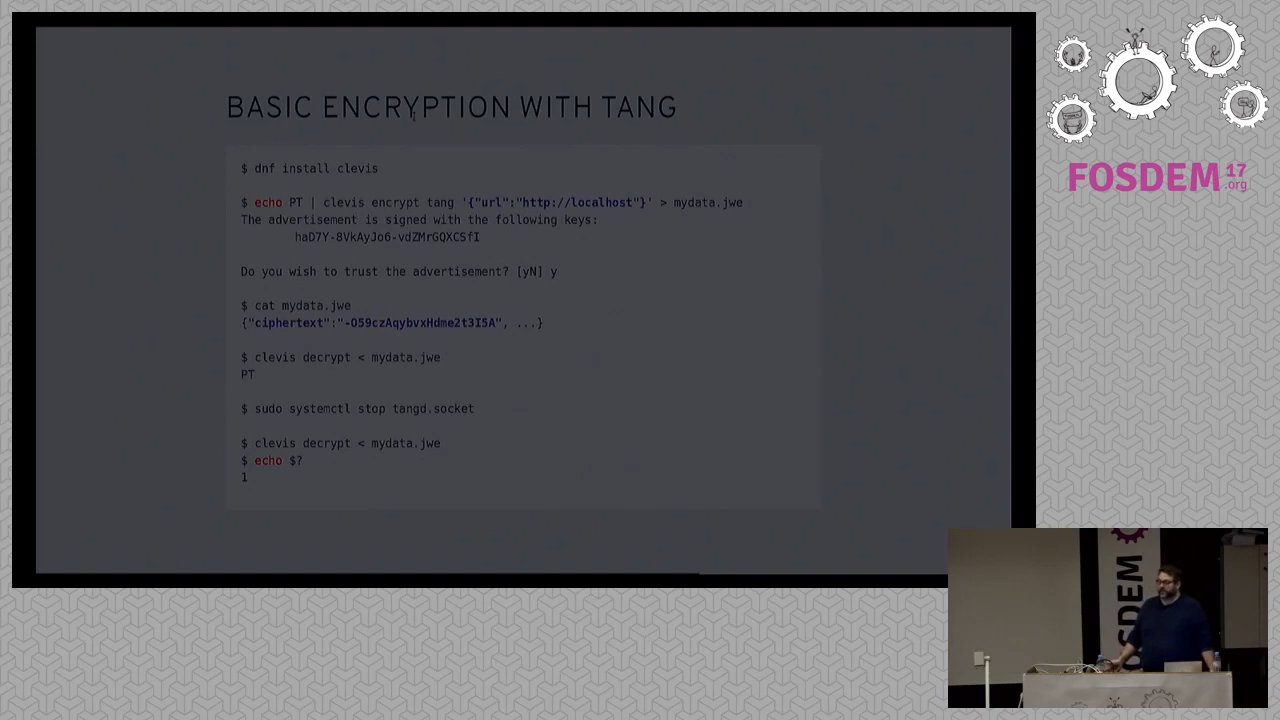 BASIC ENCRYPTION WITH TANG
$ dnf install clevis
$ echo PT | clevis encrypt tang '{"url":"http://localhost"}' > mydata.jwe
The advertisement is signed with the following keys:
haD7Y-8VkAyJo6-vdZMrGQXCSfI
Do you wish to trust the advertisement? [yN] y
$ cat mydata.jwe
{"ciphertext":"-O59czAqybvxHdme2t3I5A", ...}
$ clevis decrypt < mydata.jwe
PT
$ sudo systemctl stop tangd.socket
$ clevis decrypt < mydata.jwe
$ echo $?
1
FOSDEM 17
.org
OSDEM